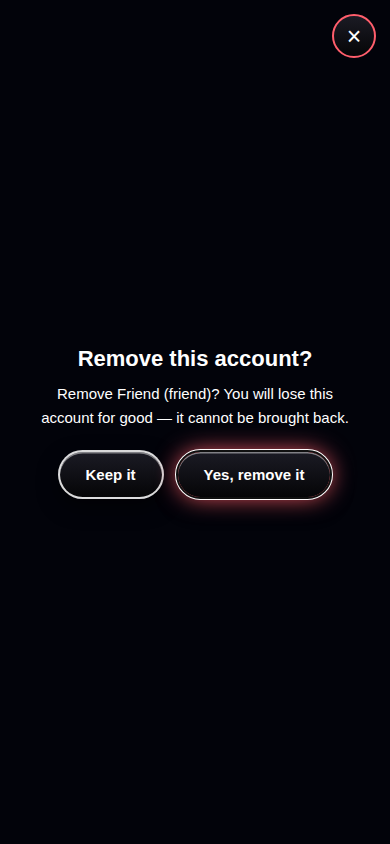 ×
Remove this account?
Remove Friend (friend)? You will lose this
account for good — it cannot be brought back.
Keep it
Yes, remove it